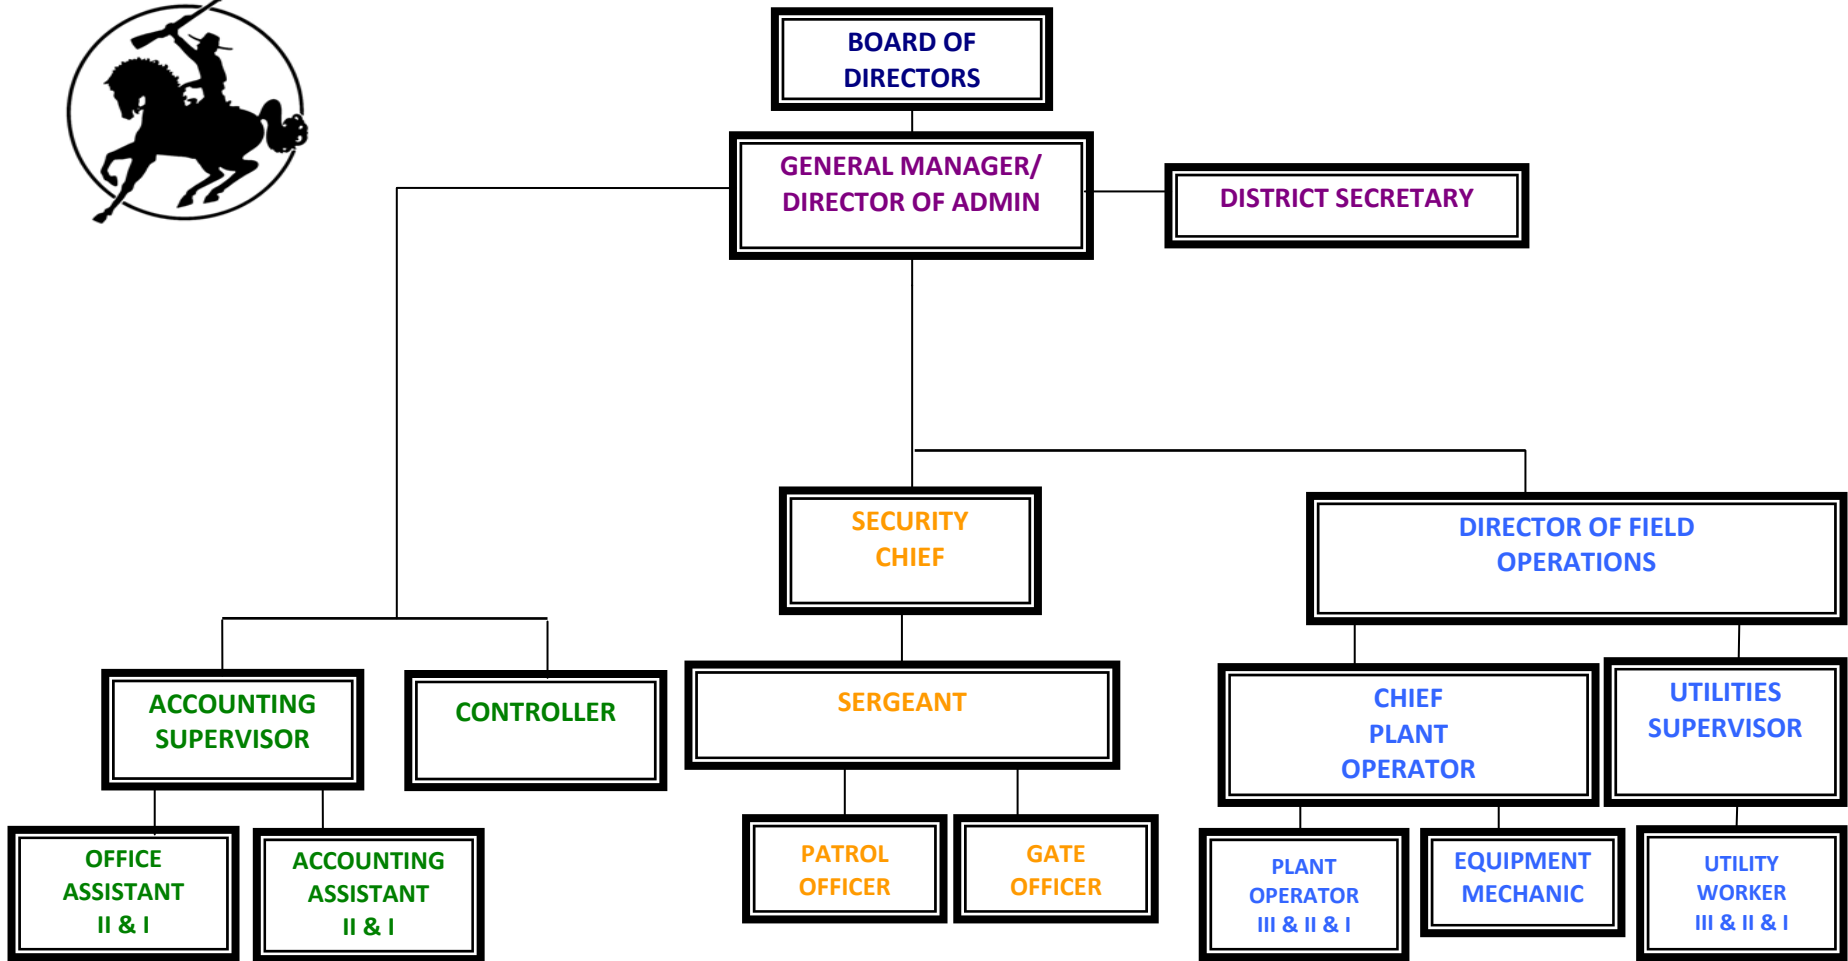 BOARD OF
DIRECTORS
GENERAL MANAGER/
DIRECTOR OF ADMIN
DISTRICT SECRETARY
SECURITY
CHIEF
DIRECTOR OF FIELD
OPERATIONS
ACCOUNTING
SUPERVISOR
CONTROLLER
SERGEANT
CHIEF
PLANT
OPERATOR
UTILITIES
SUPERVISOR
OFFICE
ASSISTANT
II & I
ACCOUNTING
ASSISTANT
II & I
PATROL
OFFICER
GATE
OFFICER
PLANT
OPERATOR
III & II & I
EQUIPMENT
MECHANIC
UTILITY
WORKER
III & II & I